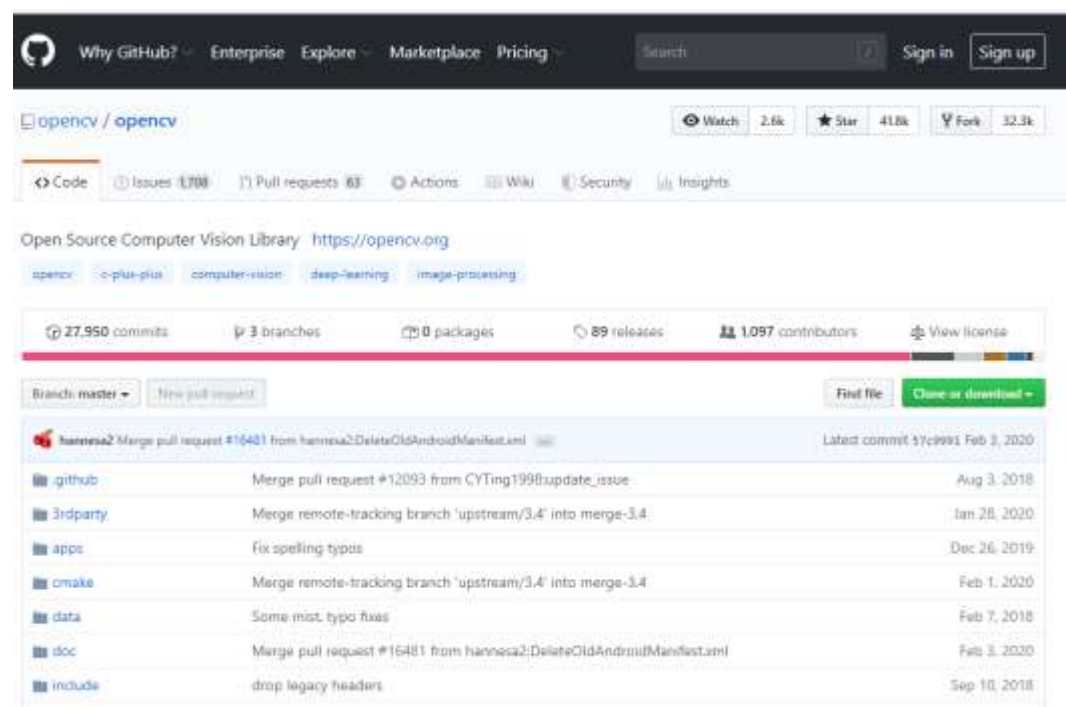 Why GitHub? Enterprise Explore Marketplace Pricing Search / Sign in Sign up
opencv / opencv Watch 2.6k Star 41.8k Fork 32.3k
Code Issues 1,708 Pull requests 63 Actions Wiki Security Insights
Open Source Computer Vision Library https://opencv.org
opencv c-plus-plus computer-vision deep-learning image-processing
27,950 commits 3 branches 0 packages 89 releases 1,097 contributors View license
Branch: master New pull request Find file Clone or download
hannesa2 Merge pull request #16481 from hannesa2:DeleteOldAndroidManifest.xml ... Latest commit 57c9991 Feb 3, 2020
.github Merge pull request #12093 from CYTing1998:update_issue Aug 3, 2018
3rdparty Merge remote-tracking branch 'upstream/3.4' into merge-3.4 Jan 28, 2020
apps Fix spelling typos Dec 26, 2019
cmake Merge remote-tracking branch 'upstream/3.4' into merge-3.4 Feb 1, 2020
data Some mist. typo fixes Feb 7, 2018
doc Merge pull request #16481 from hannesa2:DeleteOldAndroidManifest.xml Feb 3, 2020
include drop legacy headers Sep 10, 2018